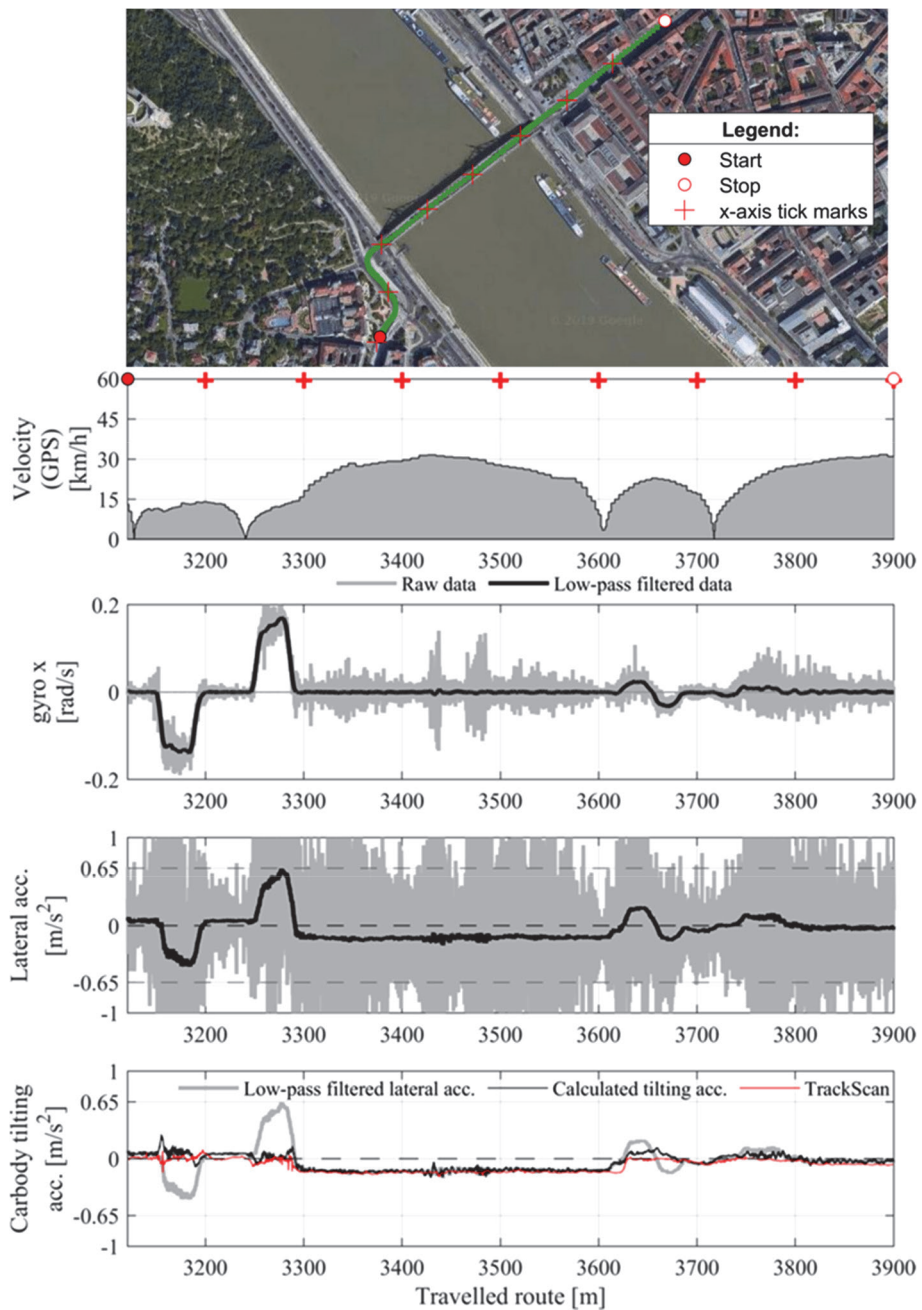 2019 Google
© 2019 Google
Legend:
Start
Stop
x-axis tick marks
Velocity
(GPS)
[km/h]
60
45
30
15
0
3200 3300 3400 3500 3600 3700 3800 3900
Raw data Low-pass filtered data
gyro x
[rad/s]
0.2
0
-0.2
3200 3300 3400 3500 3600 3700 3800 3900
Lateral acc.
[m/s²]
1
0.65
0
-0.65
-1
3200 3300 3400 3500 3600 3700 3800 3900
Low-pass filtered lateral acc. Calculated tilting acc. TrackScan
Carbody tilting
acc. [m/s²]
1
0.65
0
-0.65
-1
3200 3300 3400 3500 3600 3700 3800 3900
Travelled route [m]